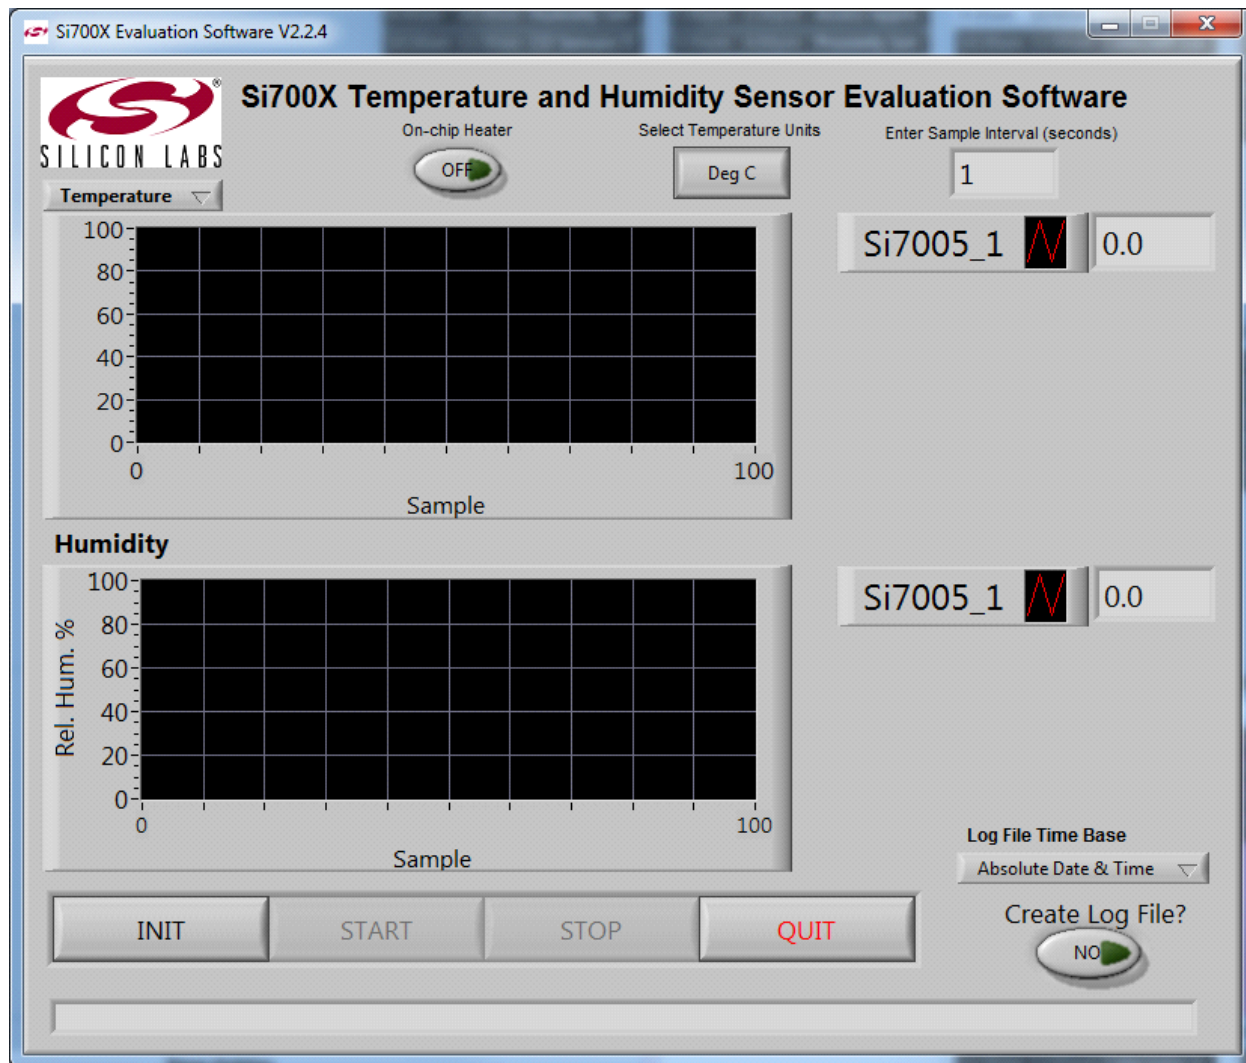 Si700X Evaluation Software V2.2.4
Si700X Temperature and Humidity Sensor Evaluation Software
SILICON LABS
®
On-chip Heater
OFF
Select Temperature Units
Deg C
Enter Sample Interval (seconds)
1
Temperature
100
80
60
40
20
0
0 100
Sample
Si7005_1 0.0
Humidity
Rel. Hum. %
100
80
60
40
20
0
0 100
Sample
Si7005_1 0.0
Log File Time Base
Absolute Date & Time
Create Log File?
NO
INIT START STOP QUIT